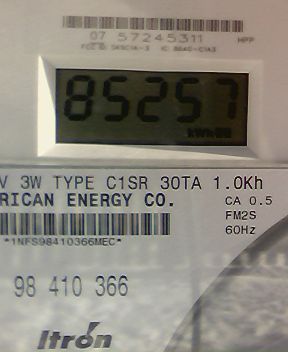 07 57245311 HPP
85257
kWh
V 3W TYPE C1SR 30TA 1.0Kh
RICAN ENERGY CO. CA 0.5
FM2S
*1NFS98410366MEC* 60Hz
98 410 366
Itron